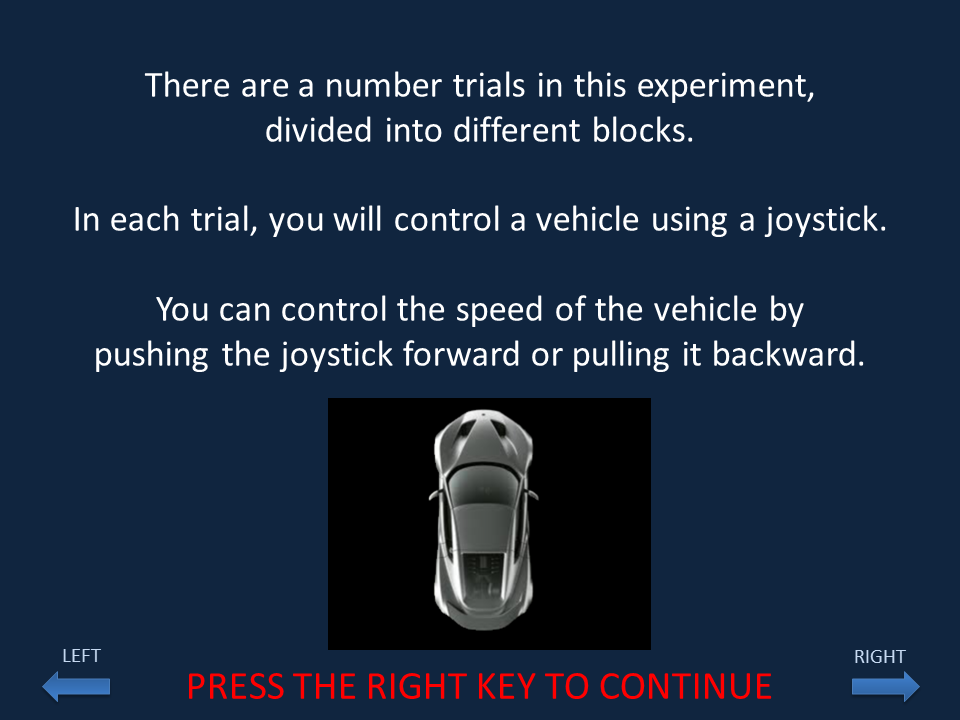 There are a number trials in this experiment,
divided into different blocks.
In each trial, you will control a vehicle using a joystick.
You can control the speed of the vehicle by
pushing the joystick forward or pulling it backward.
LEFT
RIGHT
PRESS THE RIGHT KEY TO CONTINUE